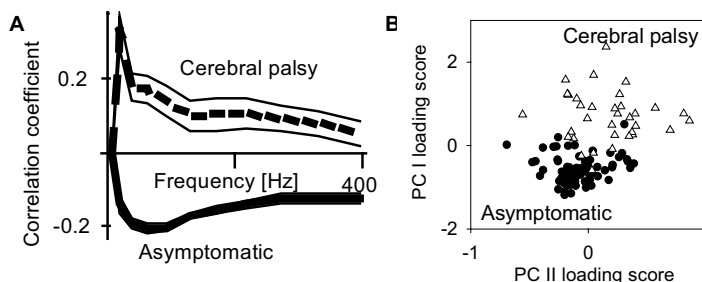 A
Correlation coefficient
0.2
-0.2
Cerebral palsy
Frequency [Hz]
400
Asymptomatic
B
PC I loading score
2
0
-2
Cerebral palsy
Asymptomatic
-1
0
PC II loading score